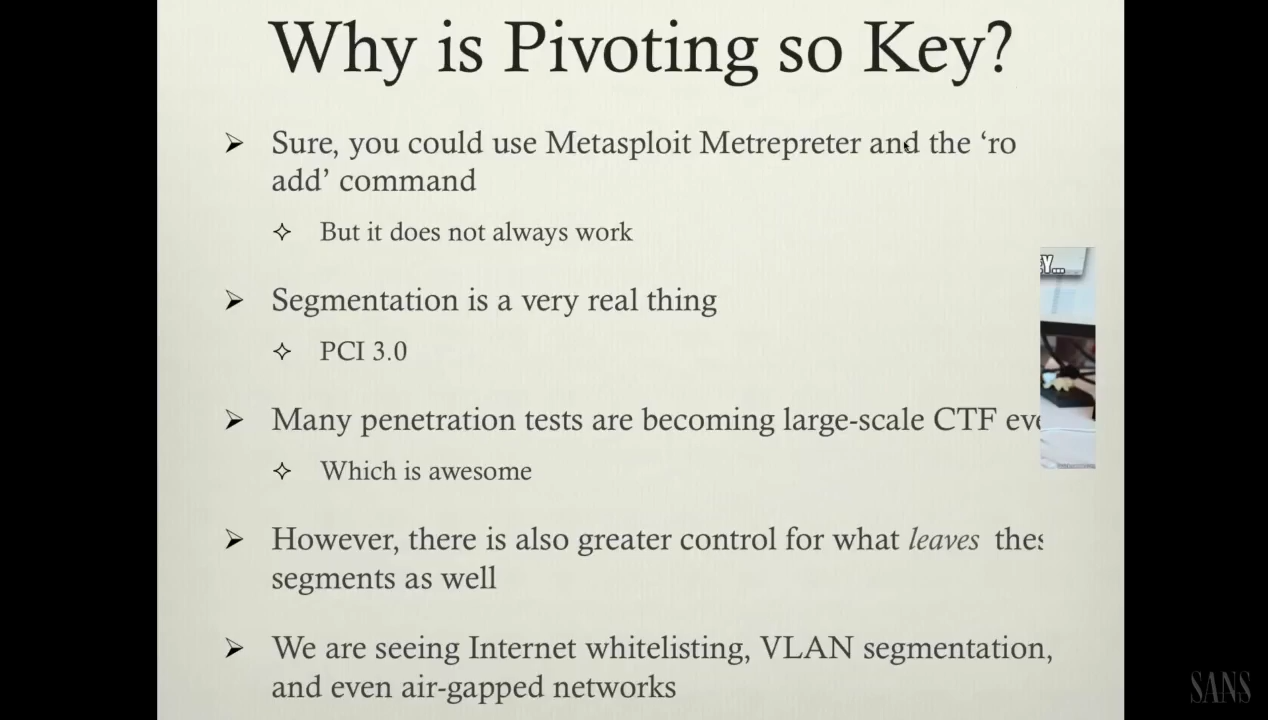 Why is Pivoting so Key?
Sure, you could use Metasploit Metrepreter and the ‘ro
add’ command
But it does not always work
Segmentation is a very real thing
PCI 3.0
Many penetration tests are becoming large-scale CTF
Which is awesome
However, there is also greater control for what leaves
segments as well
We are seeing Internet whitelisting, VLAN segmentation,
and even air-gapped networks
SANS